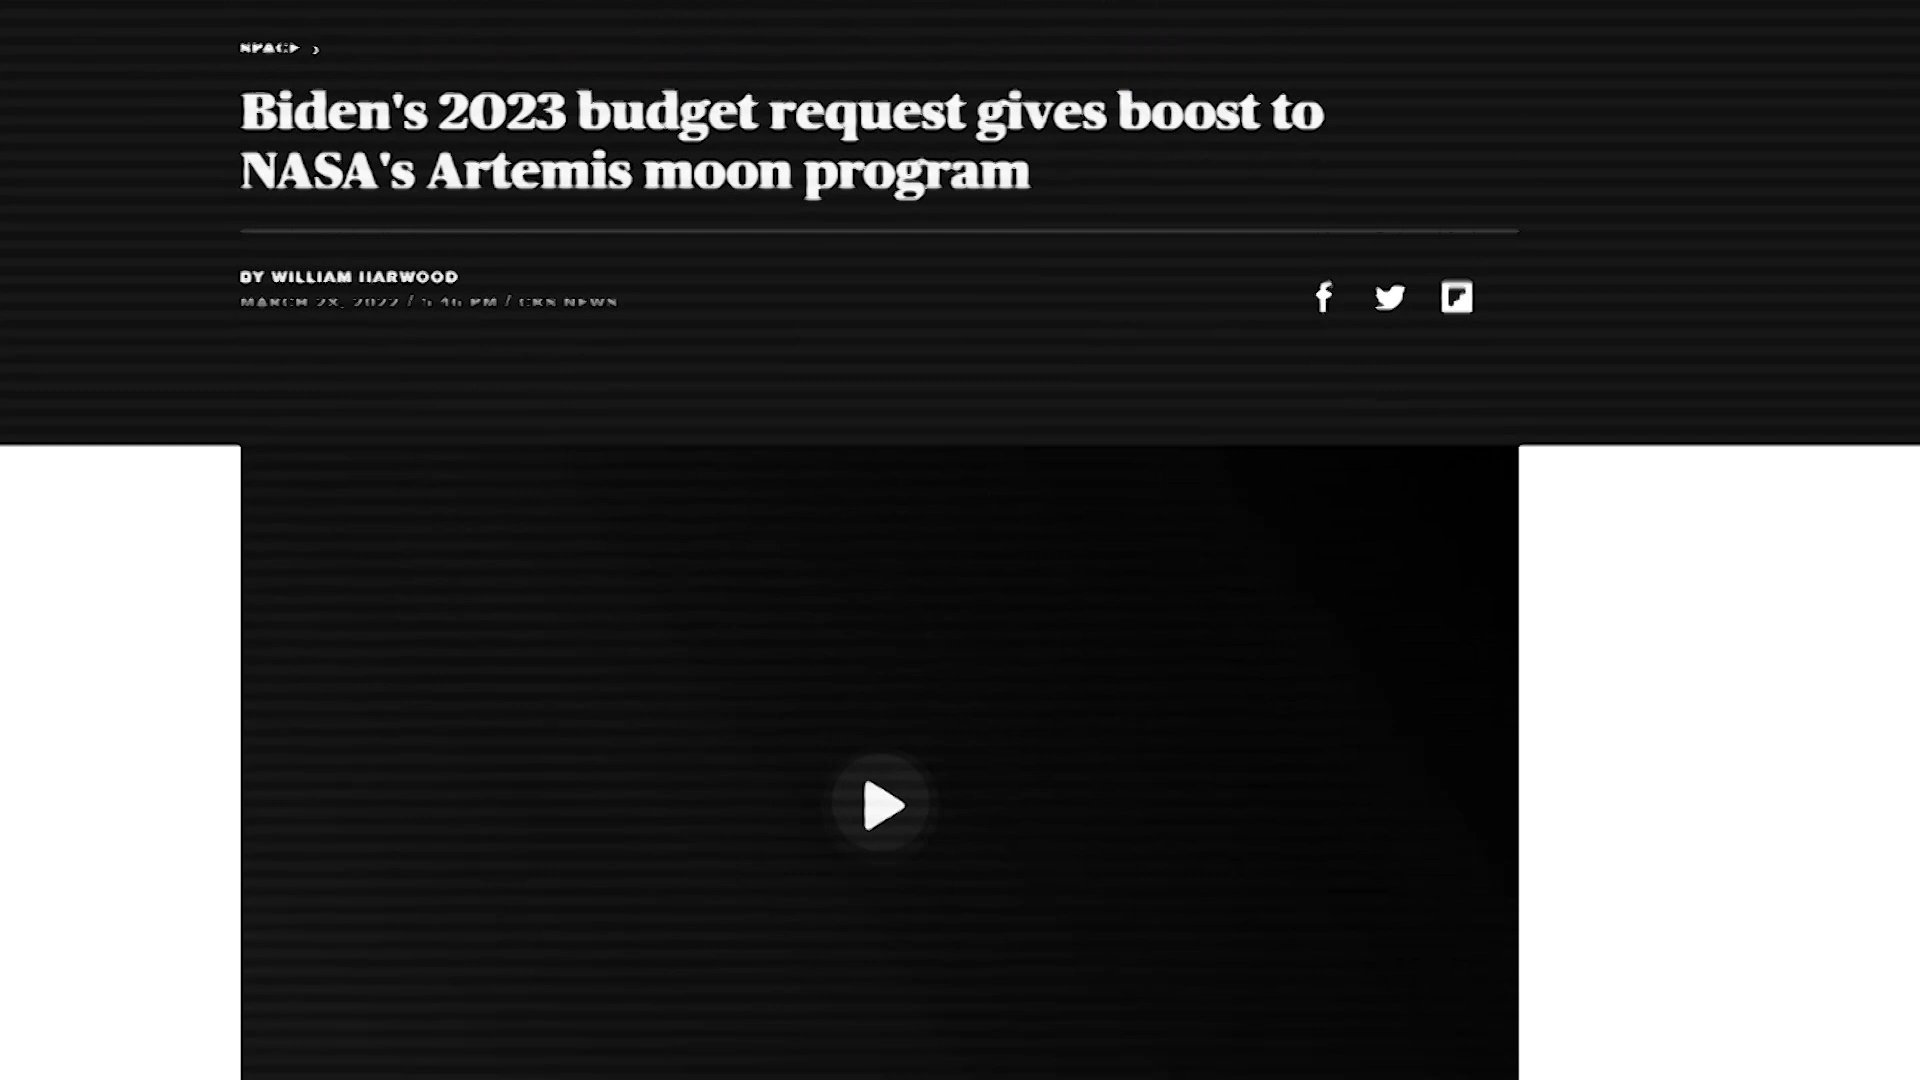 SPACE ›
Biden's 2023 budget request gives boost to
NASA's Artemis moon program
BY WILLIAM HARWOOD
MARCH 28, 2022 / 5:46 PM / CBS NEWS